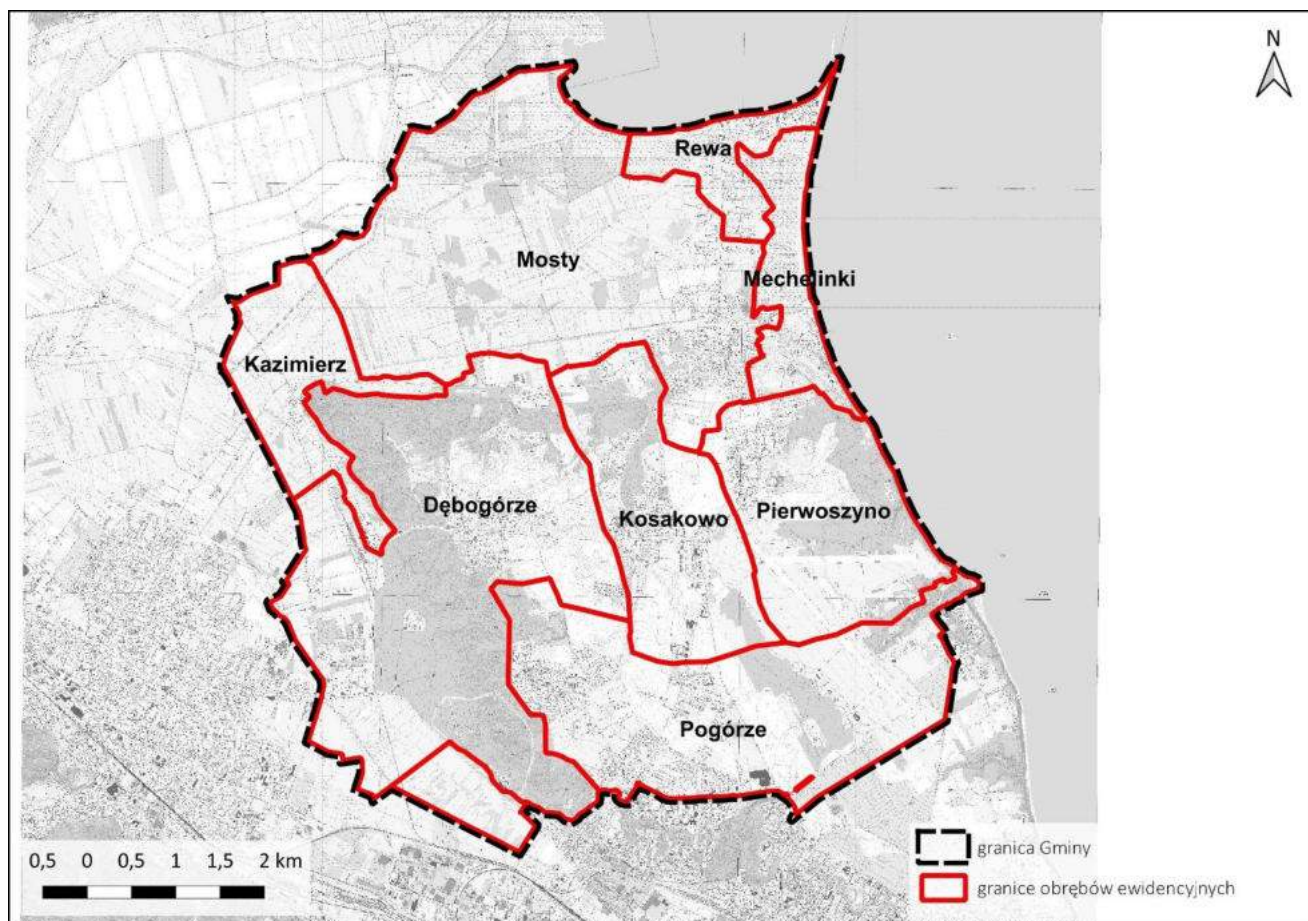 N
Rewa
Mosty
Mechelinki
Kazimierz
Dębogórze
Kosakowo
Pierwoszyno
Pogórze
0,5 0 0,5 1 1,5 2 km
granica Gminy
granice obrębów ewidencyjnych